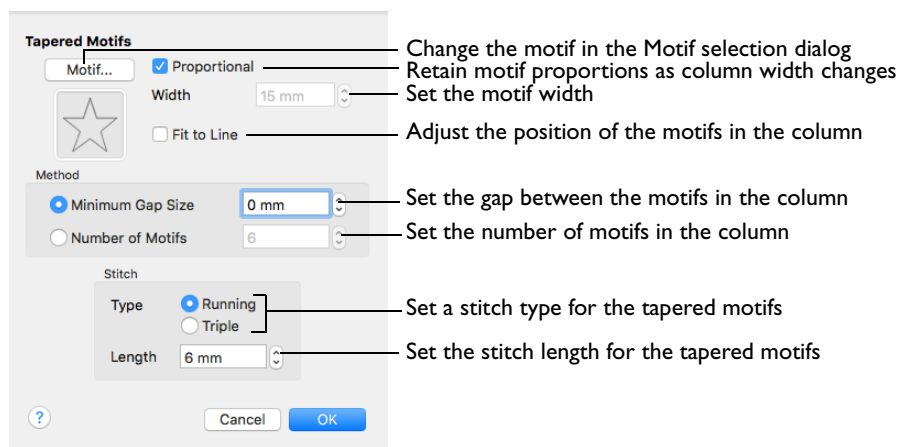 Tapered Motifs
Motif...
Proportional
Width
15 mm
Fit to Line
Method
Minimum Gap Size
0 mm
Number of Motifs
6
Stitch
Type
Running
Triple
Length
6 mm
?
Cancel
OK
Change the motif in the Motif selection dialog
Retain motif proportions as column width changes
Set the motif width
Adjust the position of the motifs in the column
Set the gap between the motifs in the column
Set the number of motifs in the column
Set a stitch type for the tapered motifs
Set the stitch length for the tapered motifs